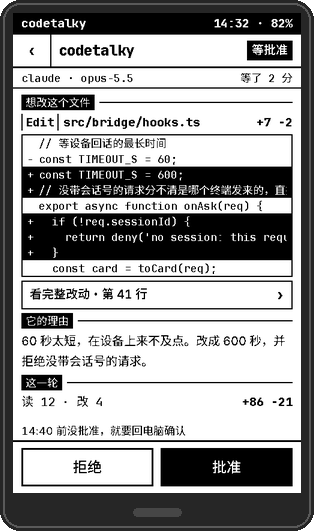 codetalky 14:32 · 82%
‹ codetalky 等批准
claude · opus-5.5 等了 2 分
想改这个文件
Edit src/bridge/hooks.ts +7 -2
// 等设备回话的最长时间
- const TIMEOUT_S = 60;
+ const TIMEOUT_S = 600;
+ // 没带会话号的请求分不清是哪个终端发来的，直
export async function onAsk(req) {
+ if (!req.sessionId) {
+ return deny('no session: this requ
+ }
const card = toCard(req);
看完整改动 · 第 41 行 ›
它的理由
60 秒太短，在设备上来不及点。改成 600 秒，并
拒绝没带会话号的请求。
这一轮
读 12 · 改 4 +86 -21
14:40 前没批准，就要回电脑确认
拒绝 批准